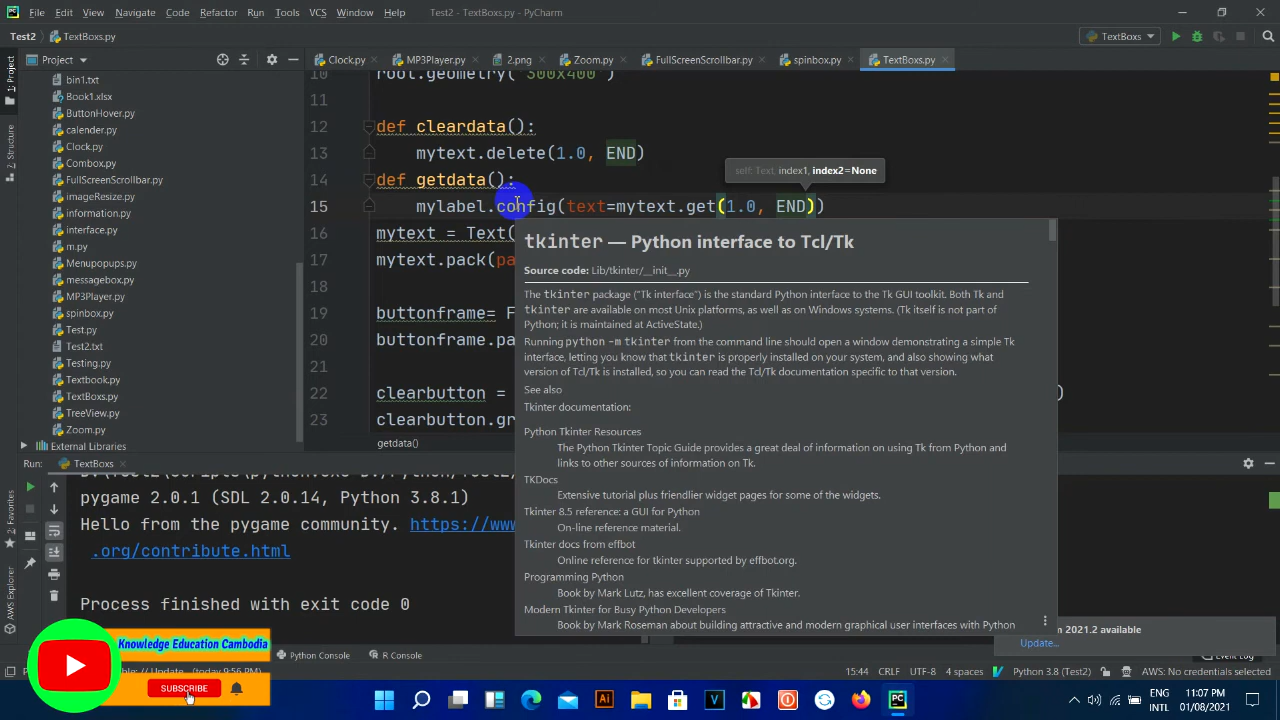 File Edit View Navigate Code Refactor Run Tools VCS Window Help Test2 - TextBoxs.py - PyCharm
Test2 TextBoxs.py TextBoxs
Project Clock.py MP3Player.py 2.png Zoom.py FullScreenScrollbar.py spinbox.py TextBoxs.py
1: Project
7: Structure
2: Favorites
AWS Explorer
bin1.txt
Book1.xlsx
ButtonHover.py
calender.py
Clock.py
Combox.py
FullScreenScrollbar.py
imageResize.py
information.py
interface.py
m.py
Menupopups.py
messagebox.py
MP3Player.py
spinbox.py
Test.py
Test2.txt
Testing.py
Textbook.py
TextBoxs.py
TreeView.py
Zoom.py
External Libraries
10 root.geometry("300x400")
11
12 def cleardata():
13 mytext.delete(1.0, END)
self: Text, index1, index2=None
14 def getdata():
15 mylabel.config(text=mytext.get(1.0, END))
16 mytext = Text(
17 mytext.pack(pa
18
19 buttonframe= F
20 buttonframe.pa
21
22 clearbutton = )
23 clearbutton.gr
getdata()
tkinter — Python interface to Tcl/Tk
Source code: Lib/tkinter/__init__.py
The tkinter package (“Tk interface”) is the standard Python interface to the Tk GUI toolkit. Both Tk and
tkinter are available on most Unix platforms, as well as on Windows systems. (Tk itself is not part of
Python; it is maintained at ActiveState.)
Running python -m tkinter from the command line should open a window demonstrating a simple Tk
interface, letting you know that tkinter is properly installed on your system, and also showing what
version of Tcl/Tk is installed, so you can read the Tcl/Tk documentation specific to that version.
See also
Tkinter documentation:
Python Tkinter Resources
The Python Tkinter Topic Guide provides a great deal of information on using Tk from Python and
links to other sources of information on Tk.
TKDocs
Extensive tutorial plus friendlier widget pages for some of the widgets.
Tkinter 8.5 reference: a GUI for Python
On-line reference material.
Tkinter docs from effbot
Online reference for tkinter supported by effbot.org.
Programming Python
Book by Mark Lutz, has excellent coverage of Tkinter.
Modern Tkinter for Busy Python Developers
Book by Mark Roseman about building attractive and modern graphical user interfaces with Python
Run: TextBoxs
pygame 2.0.1 (SDL 2.0.14, Python 3.8.1)
Hello from the pygame community. https://www
.org/contribute.html
Process finished with exit code 0
m 2021.2 available
Update...
Knowledge Education Cambodia
SUBSCRIBE
Python Console R Console Event Log
Update... (today 9:56 PM) 15:44 CRLF UTF-8 4 spaces Python 3.8 (Test2) AWS: No credentials selected
ENG
INTL
11:07 PM
01/08/2021